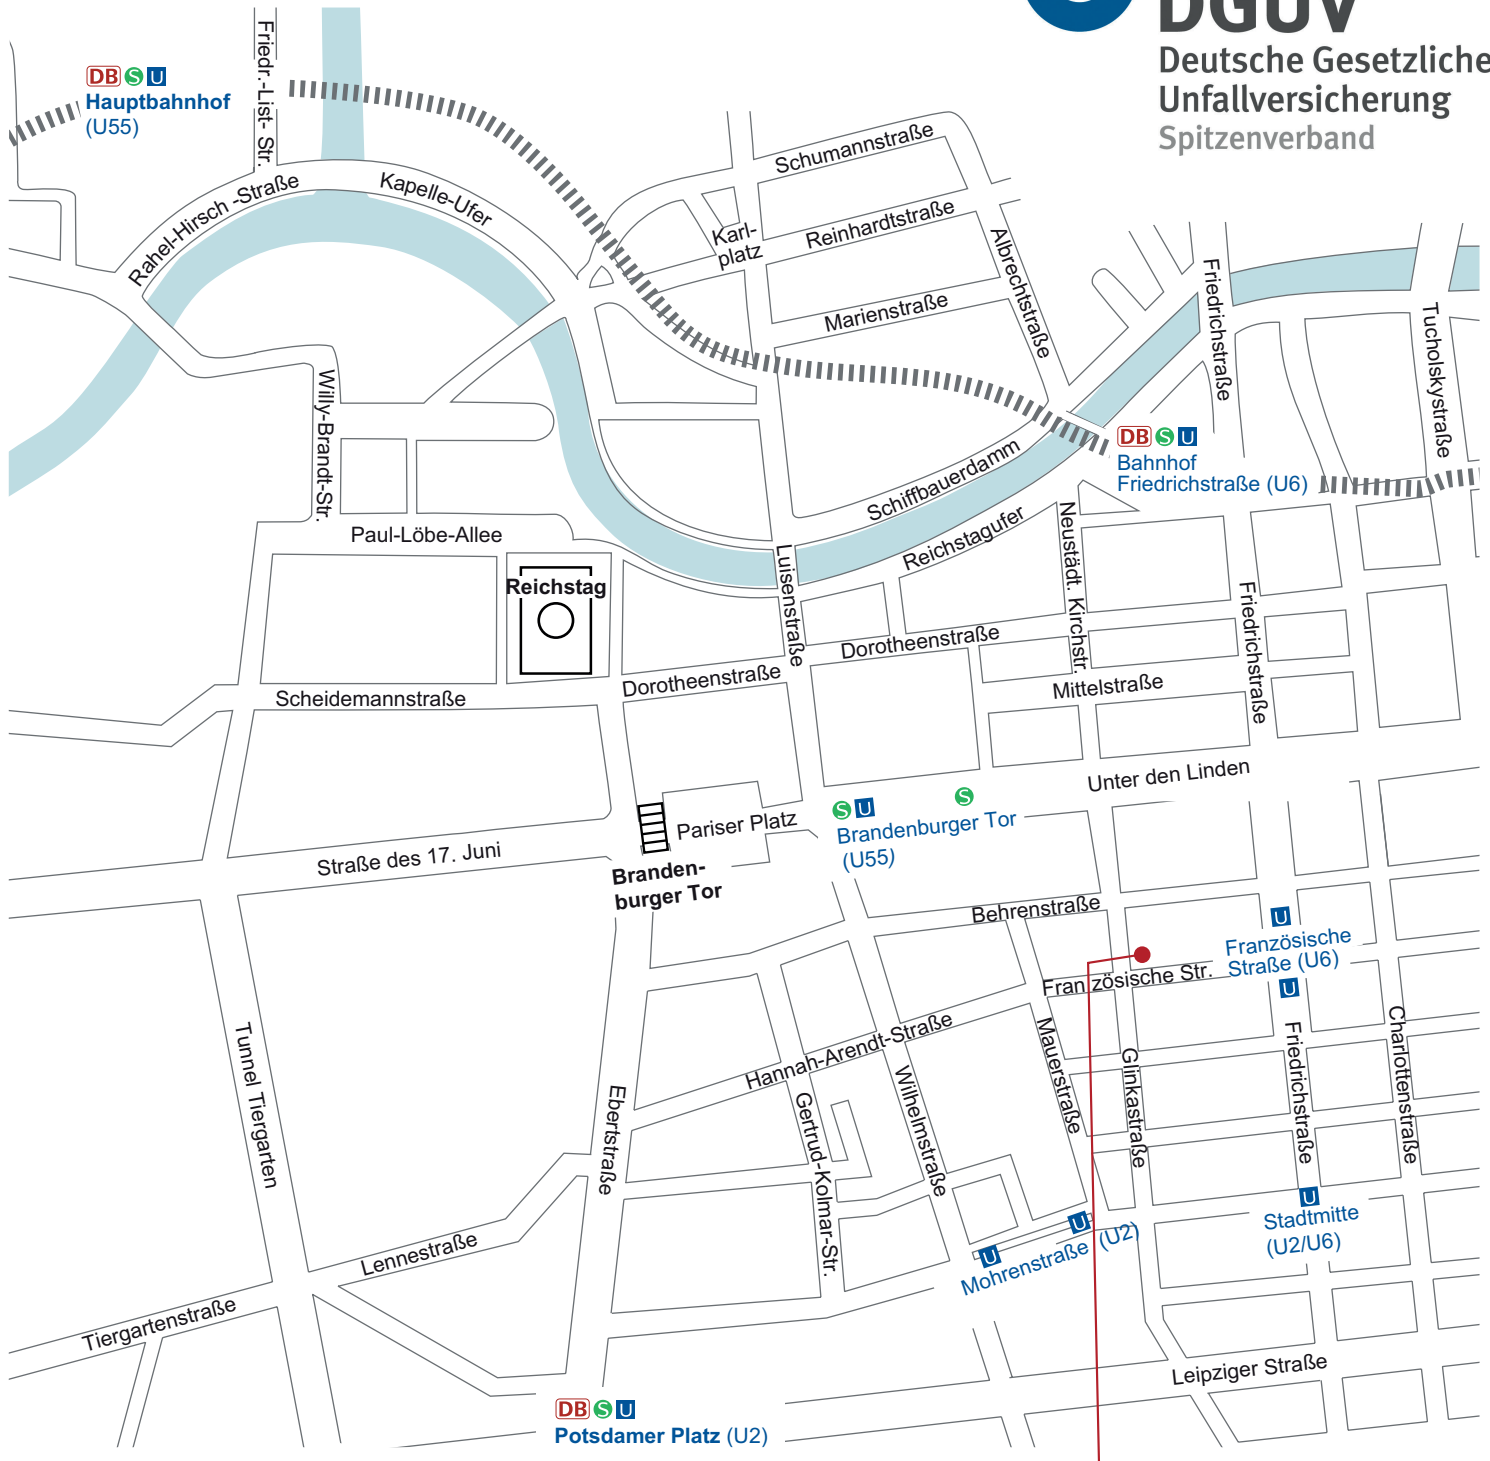 DGUV
Deutsche Gesetzliche
Unfallversicherung
Spitzenverband
DB S U
Hauptbahnhof
(U55)
Friedr.-List- Str.
Rahel-Hirsch -Straße
Kapelle-Ufer
Schumannstraße
Karl-
platz
Reinhardtstraße
Albrechtstraße
Marienstraße
Friedrichstraße
Tucholskystraße
Willy-Brandt-Str.
DB S U
Bahnhof
Friedrichstraße (U6)
Schiffbauerdamm
Reichstagufer
Neustädt. Kirchstr.
Paul-Löbe-Allee
Reichstag
Luisenstraße
Friedrichstraße
Dorotheenstraße
Dorotheenstraße
Scheidemannstraße
Mittelstraße
Unter den Linden
S U
S
Brandenburger Tor
(U55)
Pariser Platz
Straße des 17. Juni
Branden-
burger Tor
Behrenstraße
U
Französische
Straße (U6)
U
Französische Str.
Tunnel Tiergarten
Hannah-Arendt-Straße
Mauerstraße
Glinkastraße
Friedrichstraße
Charlottenstraße
Ebertstraße
Gertrud-Kolmar-Str.
Wilhelmstraße
U
Stadtmitte
(U2/U6)
U
U
Mohrenstraße (U2)
Lennestraße
Tiergartenstraße
Leipziger Straße
DB S U
Potsdamer Platz (U2)